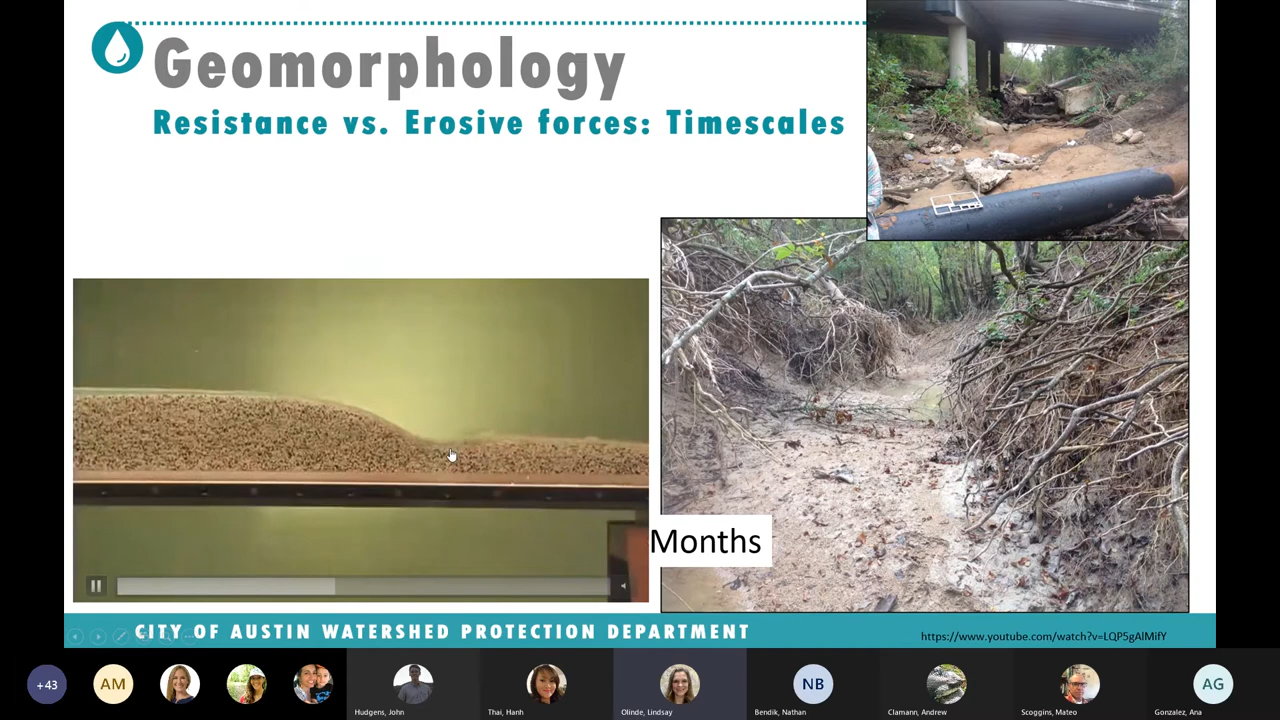 Geomorphology
Resistance vs. Erosive forces: Timescales
Months
CITY OF AUSTIN WATERSHED PROTECTION DEPARTMENT
https://www.youtube.com/watch?v=LQP5gAlMifY
+43
AM
NB
AG
Hudgens, John
Thai, Hanh
Olinde, Lindsay
Bendik, Nathan
Clamann, Andrew
Scoggins, Mateo
Gonzalez, Ana